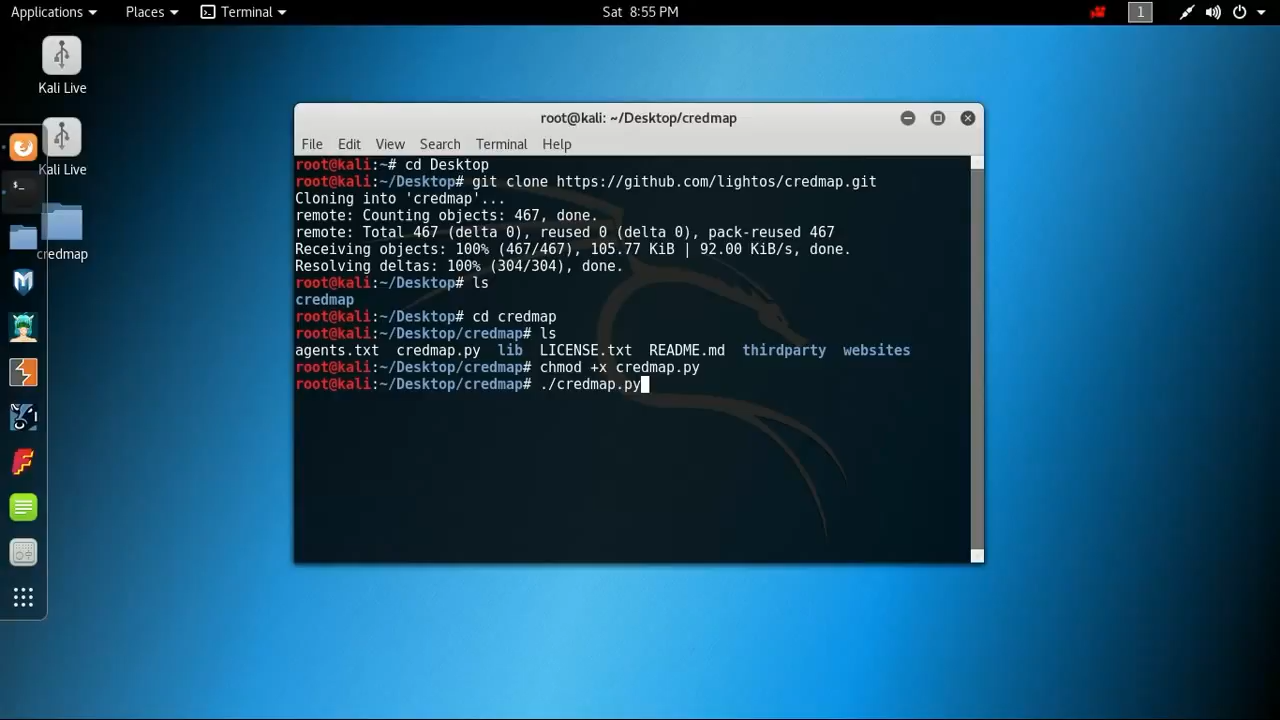 Applications Places Terminal Sat 8:55 PM 1
Kali Live
Kali Live
credmap
root@kali: ~/Desktop/credmap
File Edit View Search Terminal Help
root@kali:~# cd Desktop
root@kali:~/Desktop# git clone https://github.com/lightos/credmap.git
Cloning into 'credmap'...
remote: Counting objects: 467, done.
remote: Total 467 (delta 0), reused 0 (delta 0), pack-reused 467
Receiving objects: 100% (467/467), 105.77 KiB | 92.00 KiB/s, done.
Resolving deltas: 100% (304/304), done.
root@kali:~/Desktop# ls
credmap
root@kali:~/Desktop# cd credmap
root@kali:~/Desktop/credmap# ls
agents.txt credmap.py lib LICENSE.txt README.md thirdparty websites
root@kali:~/Desktop/credmap# chmod +x credmap.py
root@kali:~/Desktop/credmap# ./credmap.py